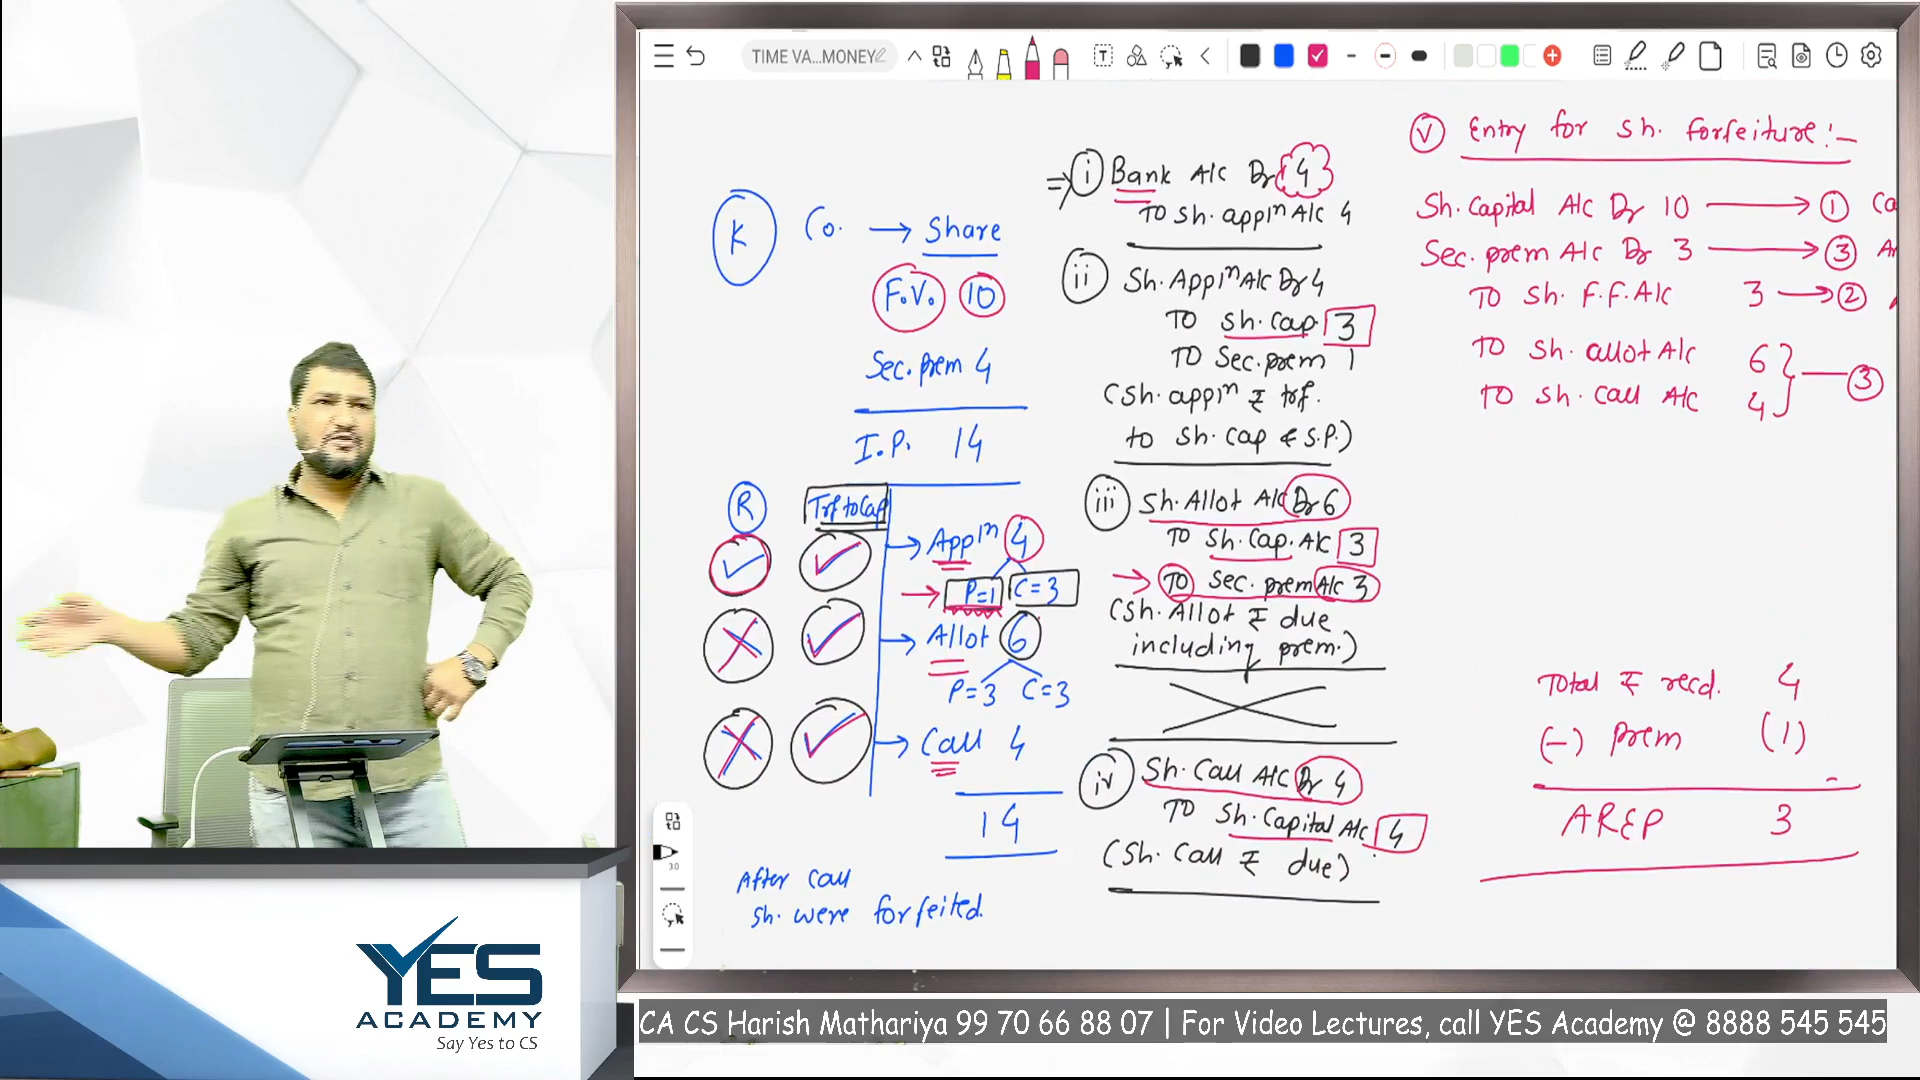 TIME VA...MONEY
T
K Co. → Share
F.V. 10
Sec. prem 4
I.P. 14
R Trf to Cap
→ Appln 4
→ P=1 C=3
→ Allot 6
P=3 C=3
→ Call 4
14
After call
sh. were forfeited.
⇒ i Bank A/c Dr 4
To sh. appln A/c 4
ii Sh. Appln A/c Dr 4
To sh. cap. 3
To sec. prem 1
(sh. appln ₹ trf.
to sh. cap & S.P.)
iii Sh. Allot A/c Dr 6
To sh. cap. A/c 3
→ To Sec. prem A/c 3
(sh. Allot ₹ due
including prem.)
iv Sh. Call A/c Dr 4
To Sh. Capital A/c 4
(sh. call ₹ due)
v Entry for sh. forfeiture:-
Sh. Capital A/c Dr 10 → 1 Ca
Sec. prem A/c Dr 3 → 3
To sh. F.F. A/c 3 → 2
To sh. allot A/c 6
To sh. call A/c 4 } — 3
Total ₹ recd. 4
(-) prem (1)
AREP 3
30
YES
ACADEMY
Say Yes to CS
CA CS Harish Mathariya 99 70 66 88 07 | For Video Lectures, call YES Academy @ 8888 545 545